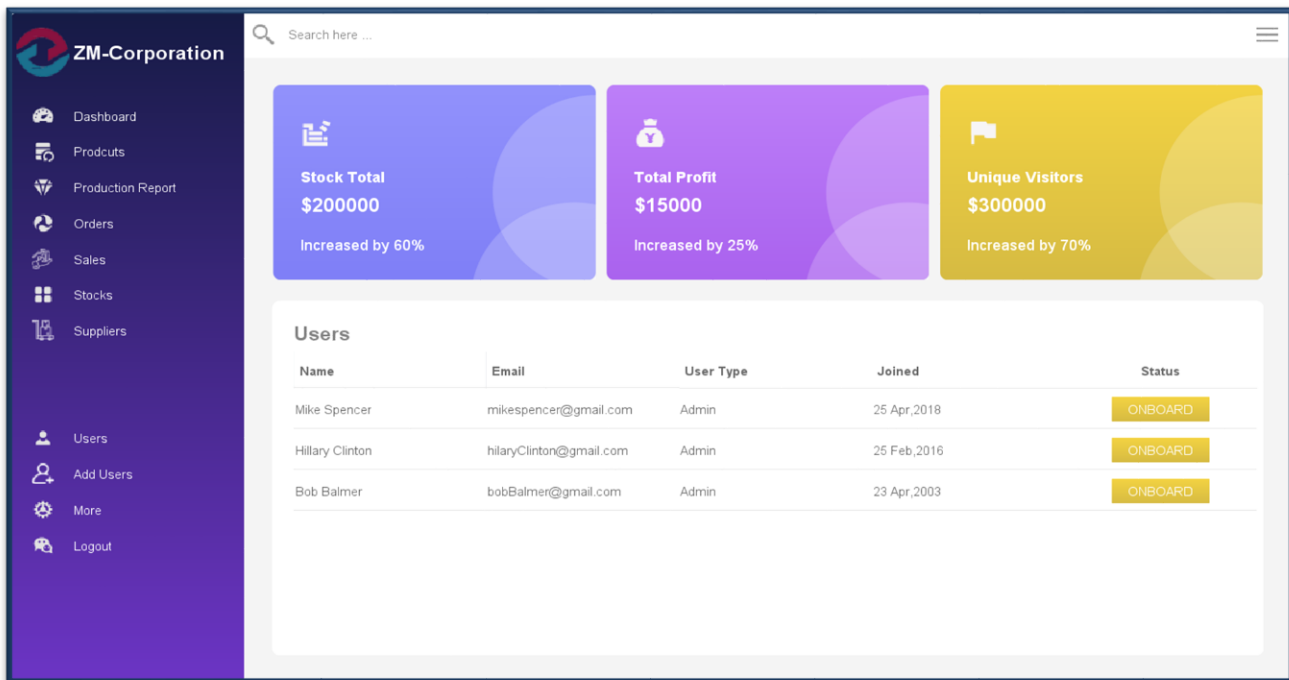 ZM-Corporation
Search here ...
Dashboard
Prodcuts
Production Report
Orders
Sales
Stocks
Suppliers
Users
Add Users
More
Logout
Stock Total
$200000
Increased by 60%
Total Profit
$15000
Increased by 25%
Unique Visitors
$300000
Increased by 70%
Users
Name Email User Type Joined Status
Mike Spencer mikespencer@gmail.com Admin 25 Apr,2018 ONBOARD
Hillary Clinton hilaryClinton@gmail.com Admin 25 Feb,2016 ONBOARD
Bob Balmer bobBalmer@gmail.com Admin 23 Apr,2003 ONBOARD